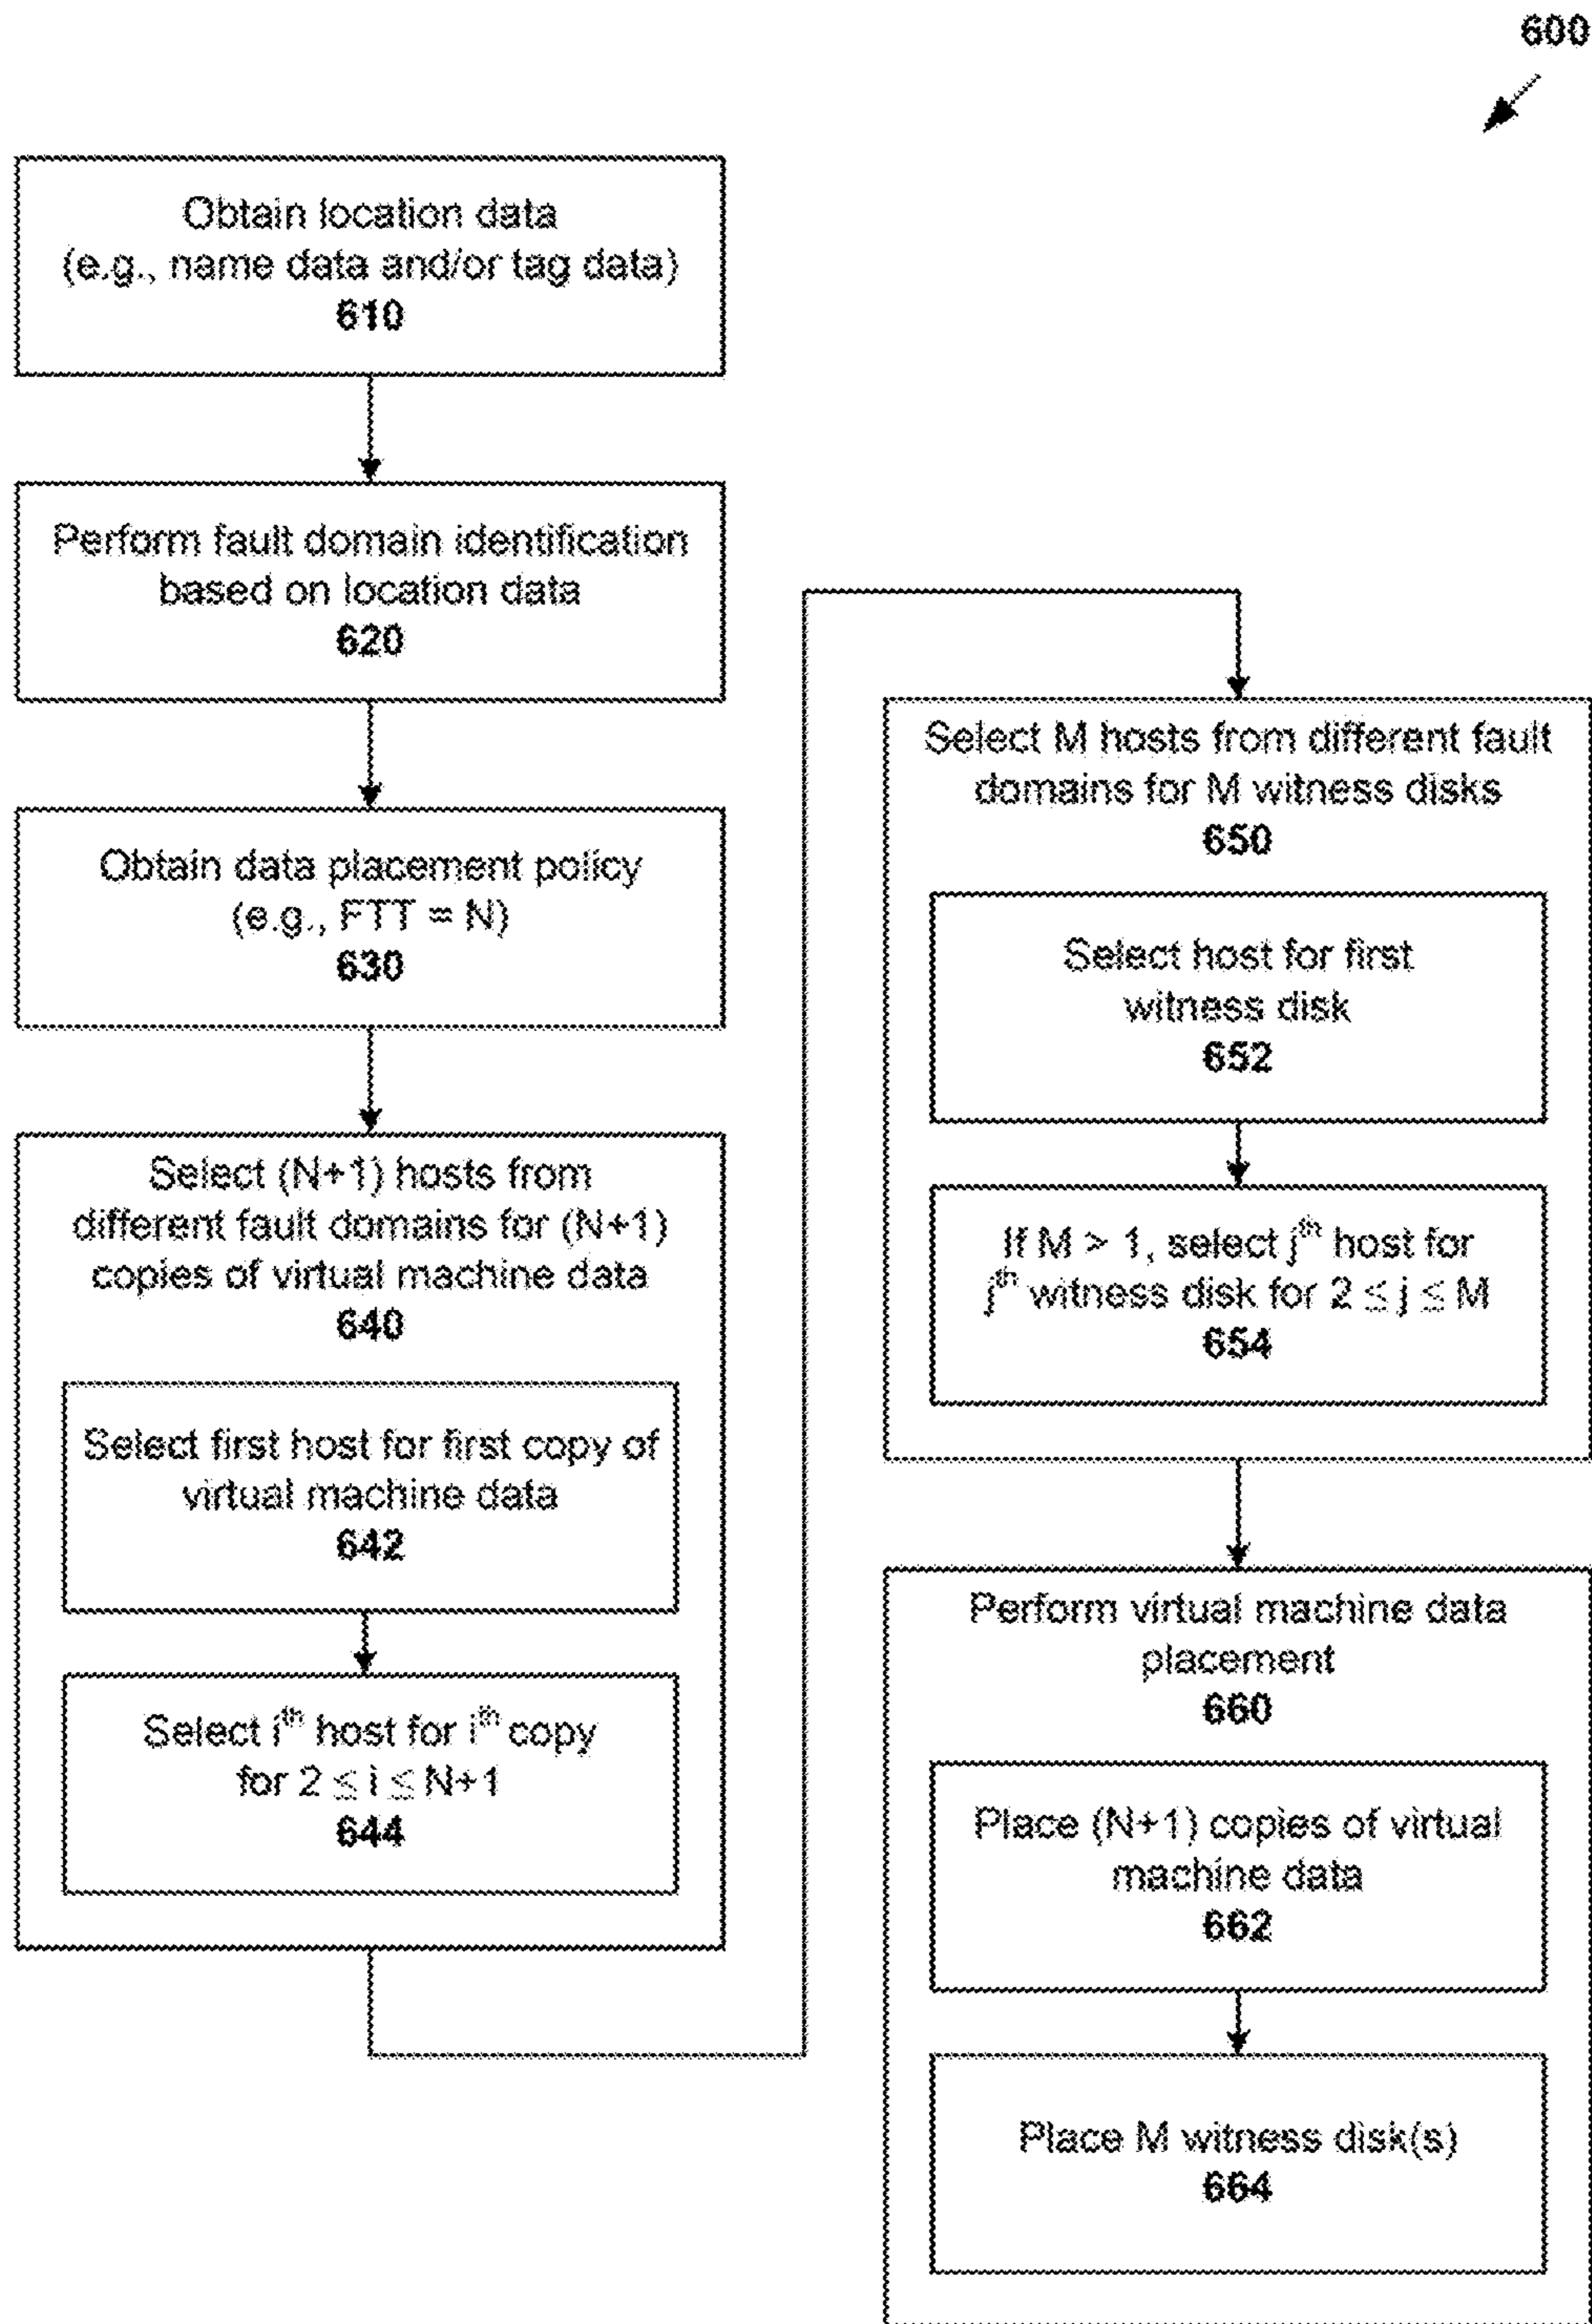 600
Obtain location data
(e.g., name data and/or tag data)
610
Perform fault domain identification
based on location data
620
Obtain data placement policy
(e.g., FTT = N)
630
Select (N+1) hosts from
different fault domains for (N+1)
copies of virtual machine data
640
Select first host for first copy of
virtual machine data
642
Select i^th host for i^th copy
for 2 ≤ i ≤ N+1
644
Select M hosts from different fault
domains for M witness disks
650
Select host for first
witness disk
652
If M > 1, select j^th host for
j^th witness disk for 2 ≤ j ≤ M
654
Perform virtual machine data
placement
660
Place (N+1) copies of virtual
machine data
662
Place M witness disk(s)
664